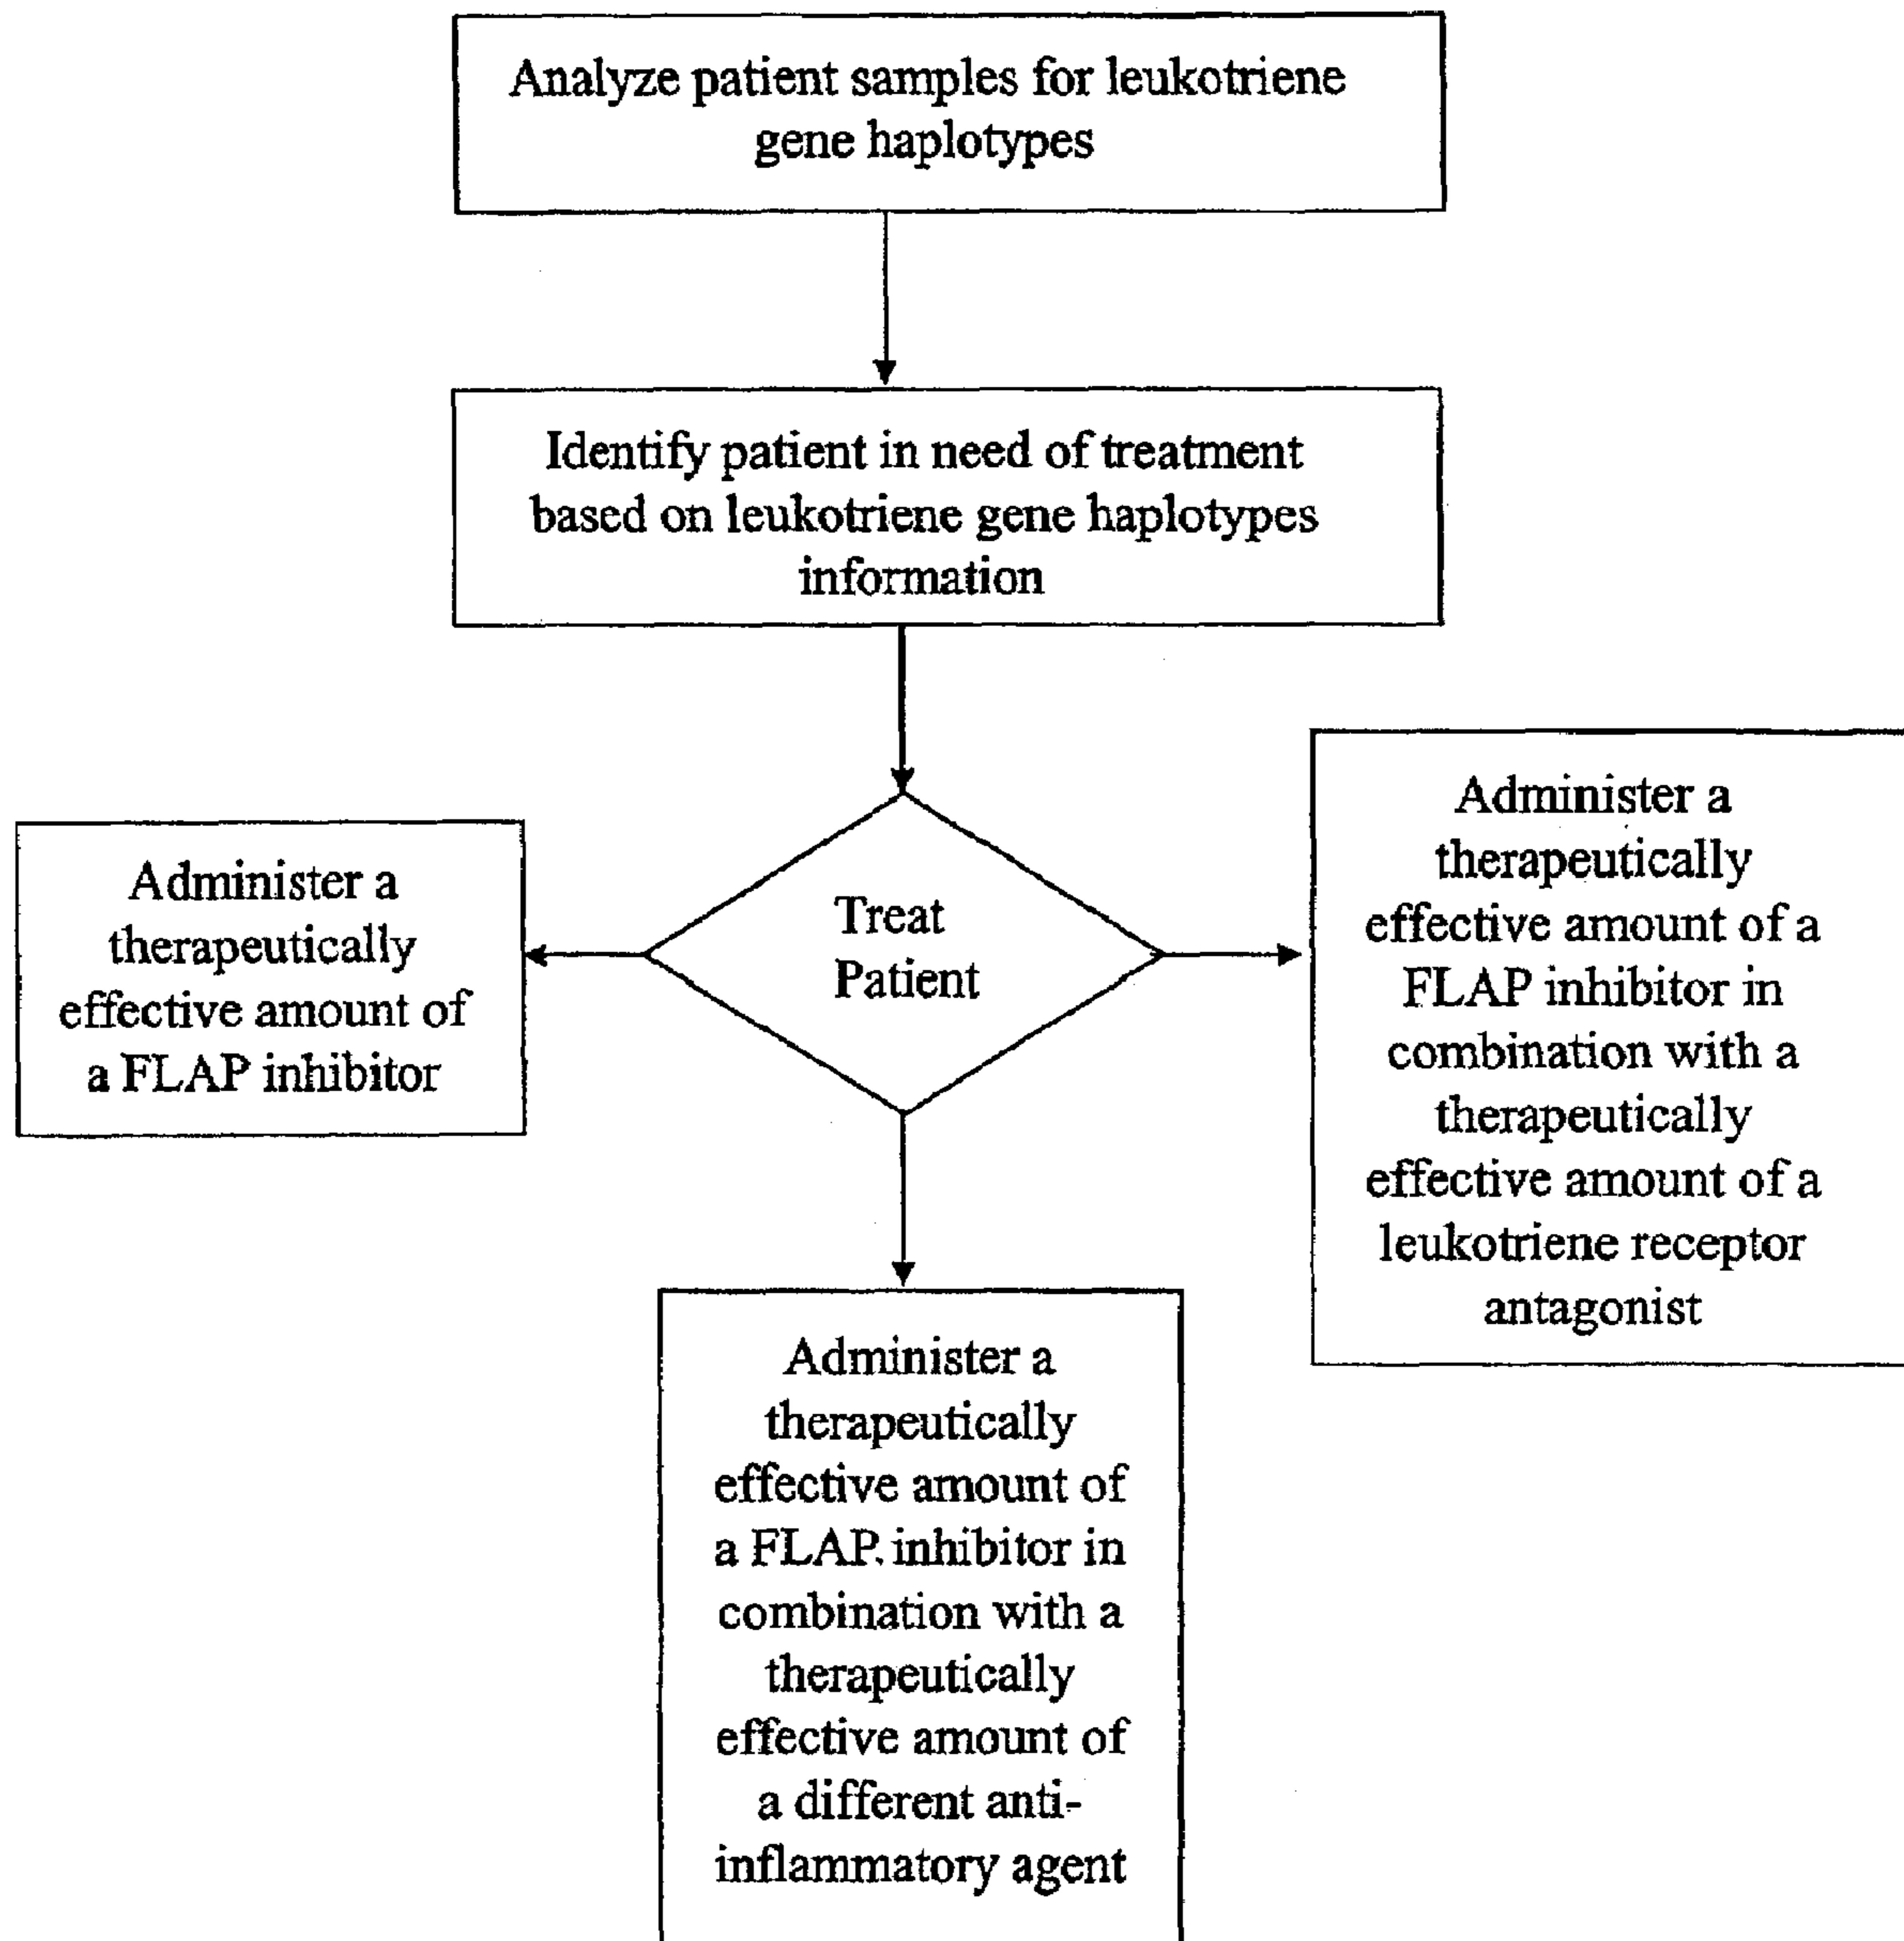 Analyze patient samples for leukotriene
gene haplotypes
Identify patient in need of treatment
based on leukotriene gene haplotypes
information
Treat
Patient
Administer a
therapeutically
effective amount of
a FLAP inhibitor
Administer a
therapeutically
effective amount of a
FLAP inhibitor in
combination with a
therapeutically
effective amount of a
leukotriene receptor
antagonist
Administer a
therapeutically
effective amount of
a FLAP inhibitor in
combination with a
therapeutically
effective amount of
a different anti-
inflammatory agent